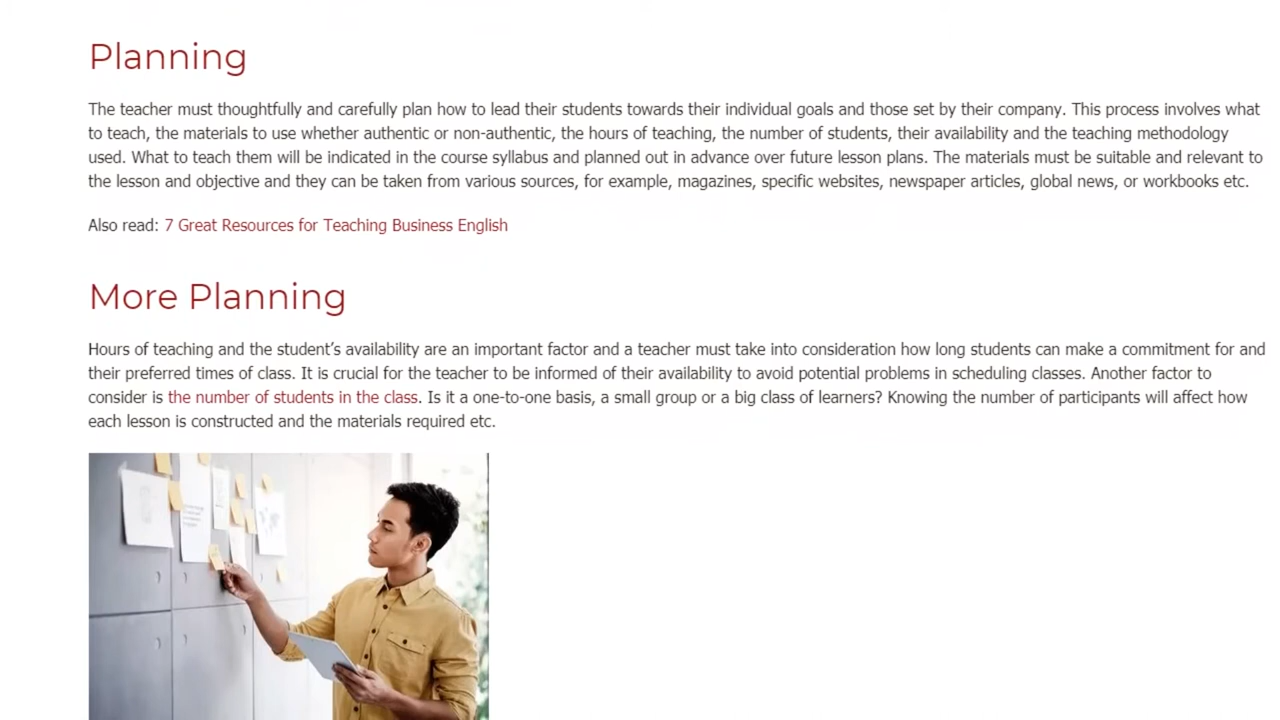 Planning
The teacher must thoughtfully and carefully plan how to lead their students towards their individual goals and those set by their company. This process involves what
to teach, the materials to use whether authentic or non-authentic, the hours of teaching, the number of students, their availability and the teaching methodology
used. What to teach them will be indicated in the course syllabus and planned out in advance over future lesson plans. The materials must be suitable and relevant to
the lesson and objective and they can be taken from various sources, for example, magazines, specific websites, newspaper articles, global news, or workbooks etc.
Also read: 7 Great Resources for Teaching Business English
More Planning
Hours of teaching and the student’s availability are an important factor and a teacher must take into consideration how long students can make a commitment for and
their preferred times of class. It is crucial for the teacher to be informed of their availability to avoid potential problems in scheduling classes. Another factor to
consider is the number of students in the class. Is it a one-to-one basis, a small group or a big class of learners? Knowing the number of participants will affect how
each lesson is constructed and the materials required etc.